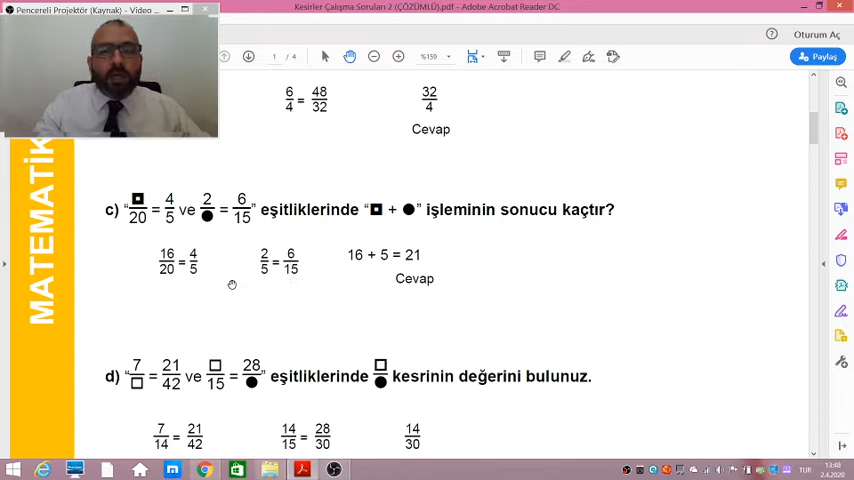 Kesirler Çalışma Soruları 2 (ÇÖZÜMLÜ).pdf - Adobe Acrobat Reader DC
Pencereli Projektör (Kaynak) - Video ...
Oturum Aç
1 / 4
%159
Paylaş
6/4 = 48/32
32/4
Cevap
MATEMATİK
c) "◘/20 = 4/5 ve 2/● = 6/15" eşitliklerinde "◘ + ●" işleminin sonucu kaçtır?
16/20 = 4/5
2/5 = 6/15
16 + 5 = 21
Cevap
d) "7/□ = 21/42 ve □/15 = 28/●" eşitliklerinde □/● kesrinin değerini bulunuz.
7/14 = 21/42
14/15 = 28/30
14/30
TUR
13:48
2.4.2020